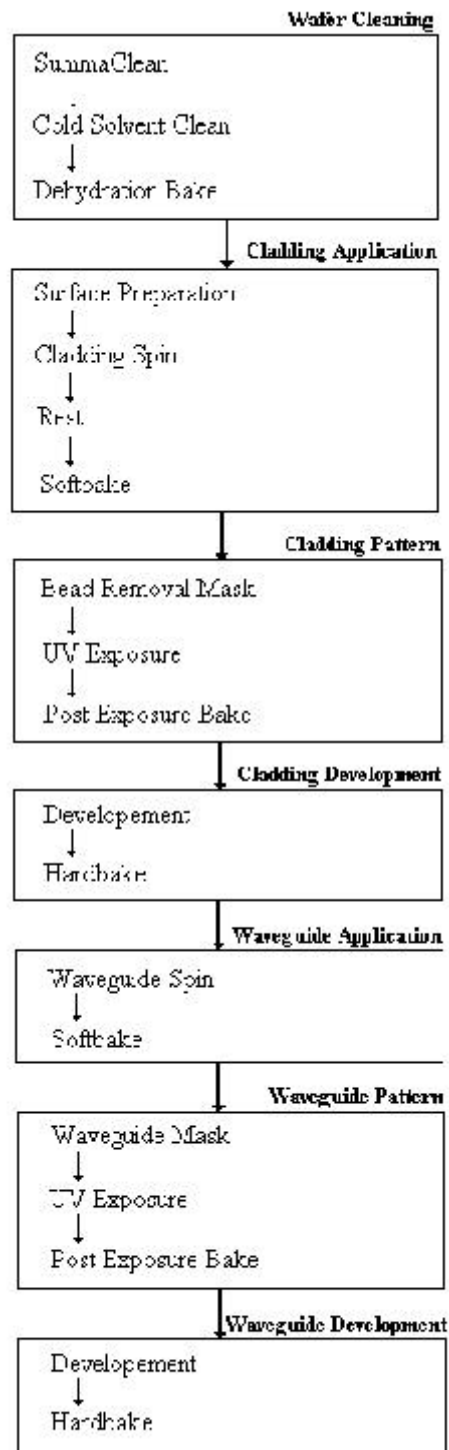 Wafer Cleaning
SummaClean
Cold Solvent Clean
Dehydration Bake
Cladding Application
Surface Preparation
Cladding Spin
Rest
Softbake
Cladding Pattern
Bead Removal Mask
UV Exposure
Post Exposure Bake
Cladding Development
Developement
Hardbake
Waveguide Application
Waveguide Spin
Softbake
Waveguide Pattern
Waveguide Mask
UV Exposure
Post Exposure Bake
Waveguide Development
Developement
Hardbake